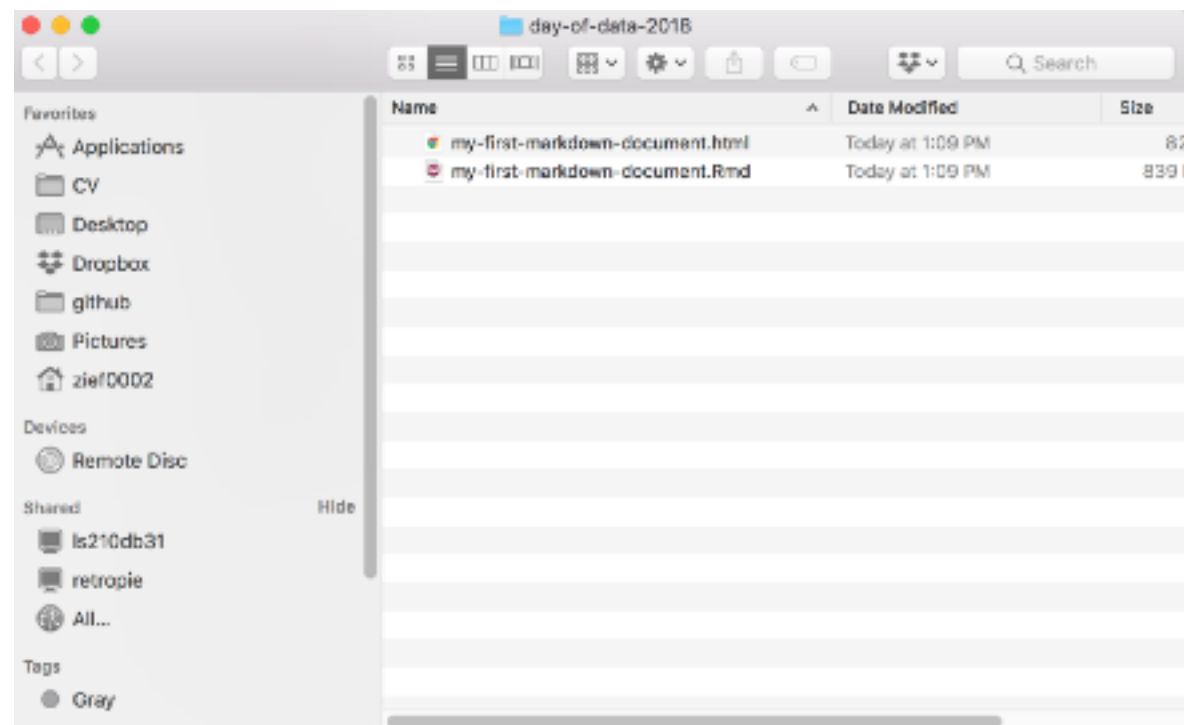 day-of-data-2018
Search
Favorites
Applications
CV
Desktop
Dropbox
github
Pictures
zief0002
Devices
Remote Disc
Shared Hide
ls210db31
retropie
All...
Tags
Gray
Name Date Modified Size
my-first-markdown-document.html Today at 1:09 PM 82
my-first-markdown-document.Rmd Today at 1:09 PM 839